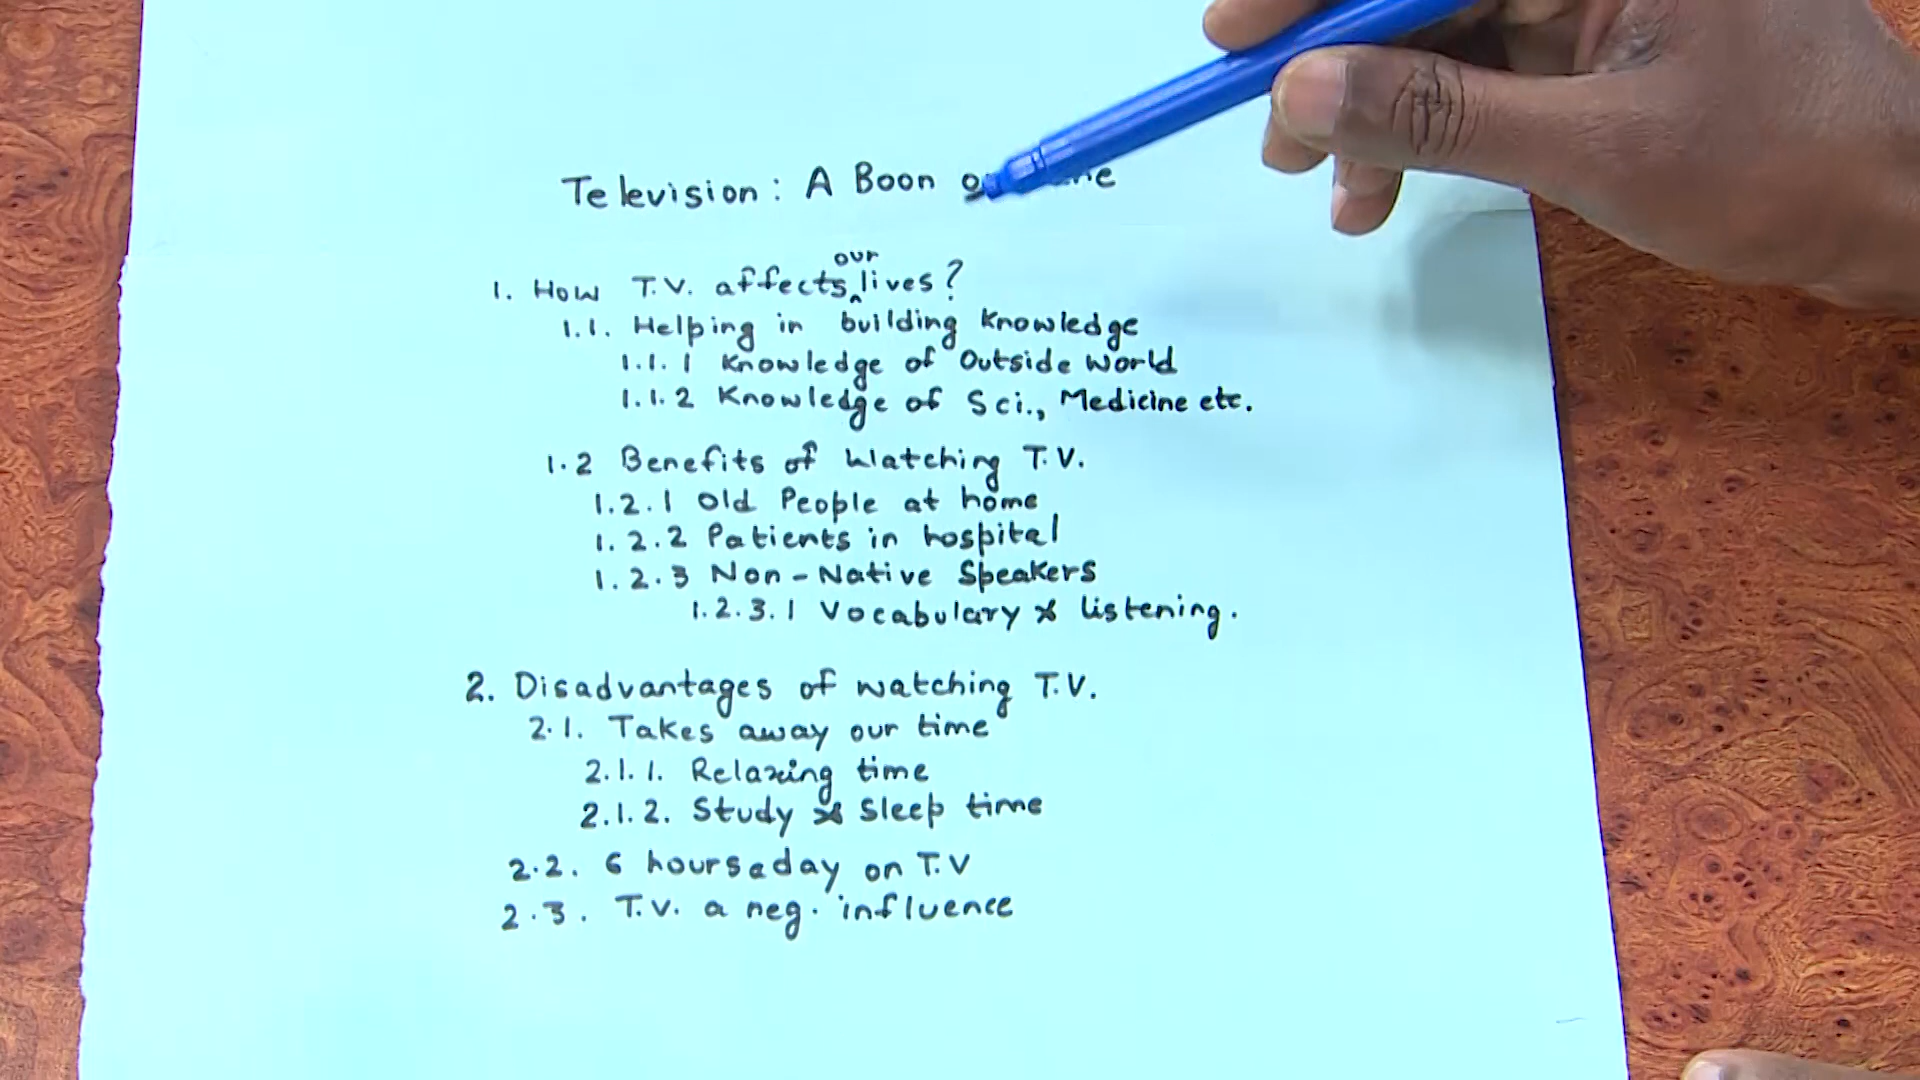 Television : A Boon
our
1. How T.V. affects lives?
1.1. Helping in building Knowledge
1.1.1 Knowledge of Outside World
1.1.2 Knowledge of Sci., Medicine etc.
1.2 Benefits of Watching T.V.
1.2.1 Old People at home
1.2.2 Patients in hospital
1.2.3 Non-Native Speakers
1.2.3.1 Vocabulary & listening.
2. Disadvantages of watching T.V.
2.1. Takes away our time
2.1.1. Relaxing time
2.1.2. Study & Sleep time
2.2. 6 hours a day on T.V
2.3. T.V. a neg. influence